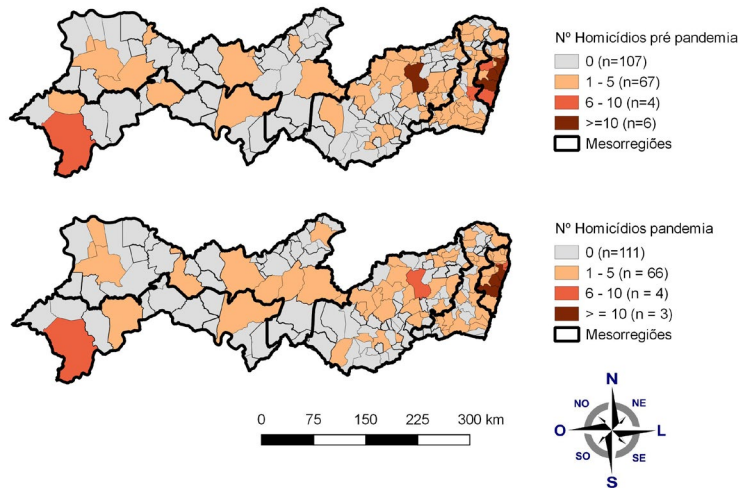 Nº Homicídios pré pandemia
0 (n=107)
1 - 5 (n=67)
6 - 10 (n=4)
>=10 (n=6)
Mesorregiões
Nº Homicídios pandemia
0 (n=111)
1 - 5 (n = 66)
6 - 10 (n = 4)
> = 10 (n = 3)
Mesorregiões
0 75 150 225 300 km
N
NO NE
O L
SO SE
S